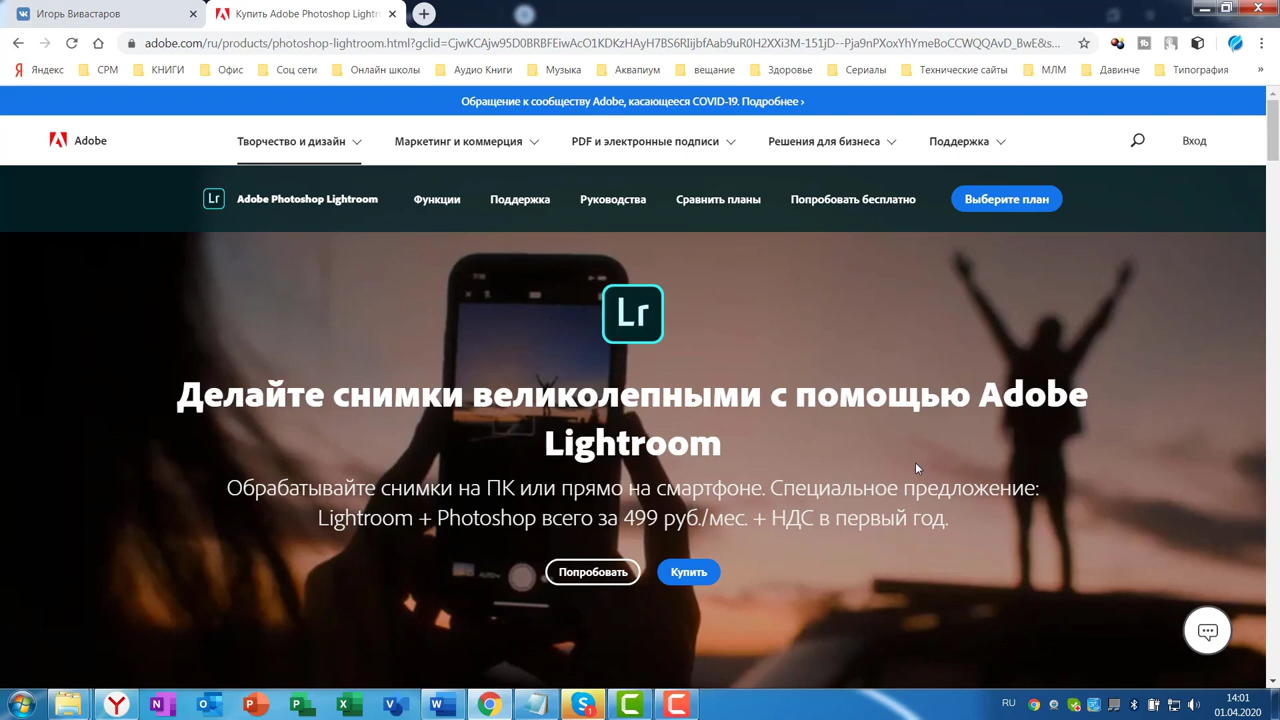 Игорь Вивастаров
Купить Adobe Photoshop Lightr
adobe.com/ru/products/photoshop-lightroom.html?gclid=CjwKCAjw95D0BRBFEiwAcO1KDKzHAyH7BS6RIijbfAab9uR0H2XXi3M-151jD--Pja9nPXoxYhYmeBoCCWQQAvD_BwE&s...
Яндекс СРМ КНИГИ Офис Соц сети Онлайн школы Аудио Книги Музыка Аквапиум вещание Здоровье Сериалы Технические сайты МЛМ Давинче Типография »
Обращение к сообществу Adobe, касающееся COVID-19. Подробнее ›
Adobe Творчество и дизайн Маркетинг и коммерция PDF и электронные подписи Решения для бизнеса Поддержка Вход
Lr Adobe Photoshop Lightroom Функции Поддержка Руководства Сравнить планы Попробовать бесплатно Выберите план
Lr
Делайте снимки великолепными с помощью Adobe
Lightroom
Обрабатывайте снимки на ПК или прямо на смартфоне. Специальное предложение:
Lightroom + Photoshop всего за 499 руб./мес. + НДС в первый год.
Попробовать Купить
RU
14:01
01.04.2020